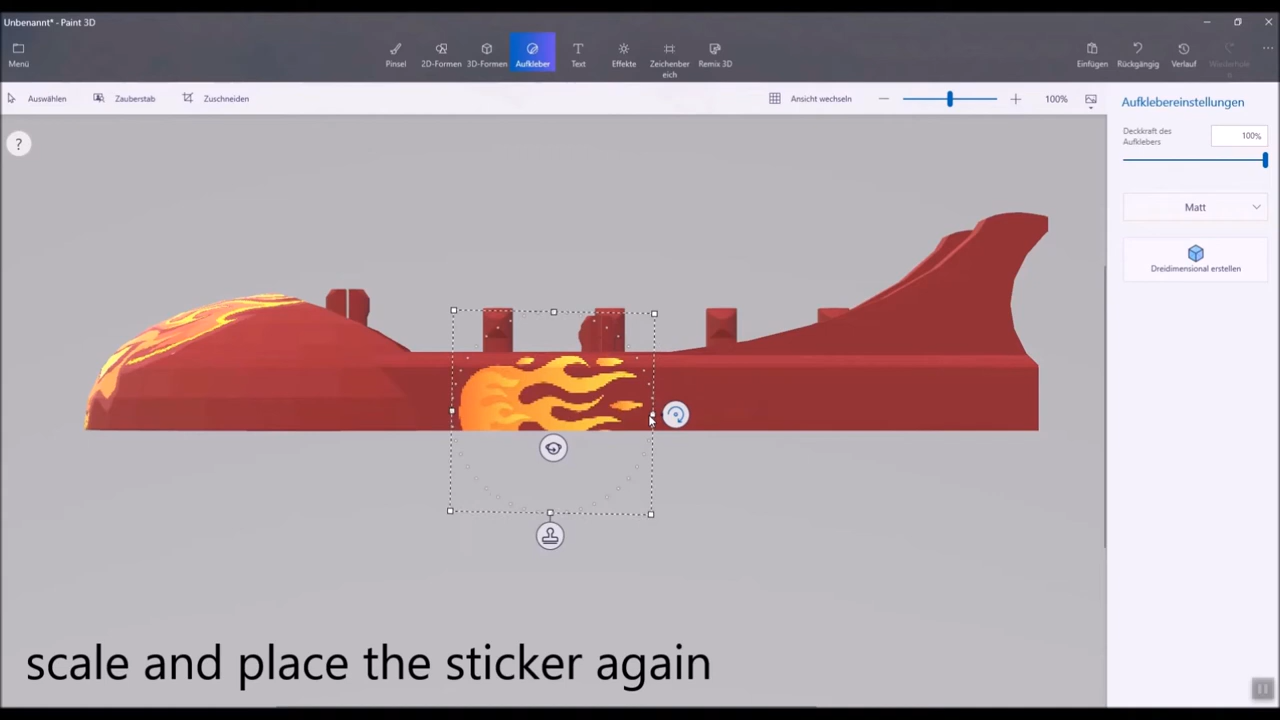 Unbenannt* - Paint 3D
Menü
Pinsel
2D-Formen
3D-Formen
Aufkleber
Text
Effekte
Zeichenber
eich
Remix 3D
Einfügen
Rückgängig
Verlauf
Wiederhole
n
Auswählen
Zauberstab
Zuschneiden
Ansicht wechseln
100%
Aufklebereinstellungen
Deckkraft des
Aufklebers
100%
Matt
Dreidimensional erstellen
?
scale and place the sticker again